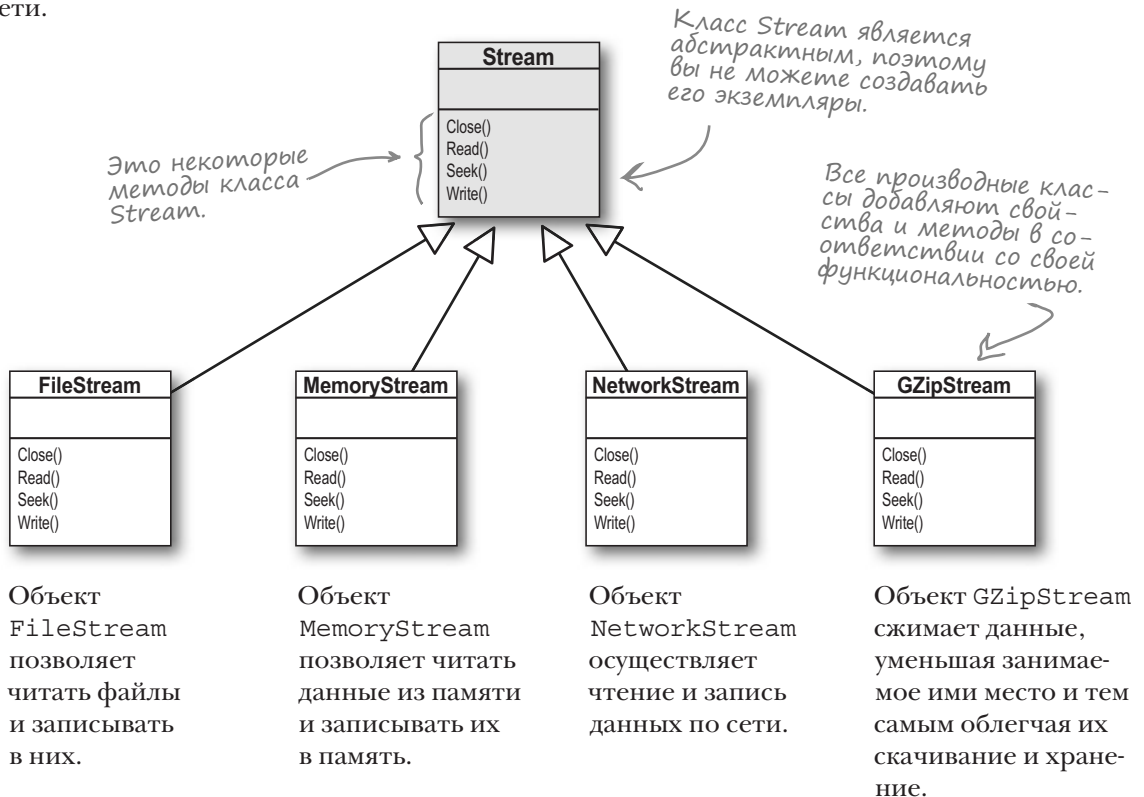 ети.
Stream
Close()
Read()
Seek()
Write()
Класс Stream является
абстрактным, поэтому
вы не можете создавать
его экземпляры.
Это некоторые
методы класса
Stream.
Все производные клас-
сы добавляют свой-
ства и методы в со-
ответствии со своей
функциональностью.
FileStream
Close()
Read()
Seek()
Write()
MemoryStream
Close()
Read()
Seek()
Write()
NetworkStream
Close()
Read()
Seek()
Write()
GZipStream
Close()
Read()
Seek()
Write()
Объект
FileStream
позволяет
читать файлы
и записывать
в них.
Объект
MemoryStream
позволяет читать
данные из памяти
и записывать их
в память.
Объект
NetworkStream
осуществляет
чтение и запись
данных по сети.
Объект GZipStream
сжимает данные,
уменьшая занимае-
мое ими место и тем
самым облегчая их
скачивание и хране-
ние.